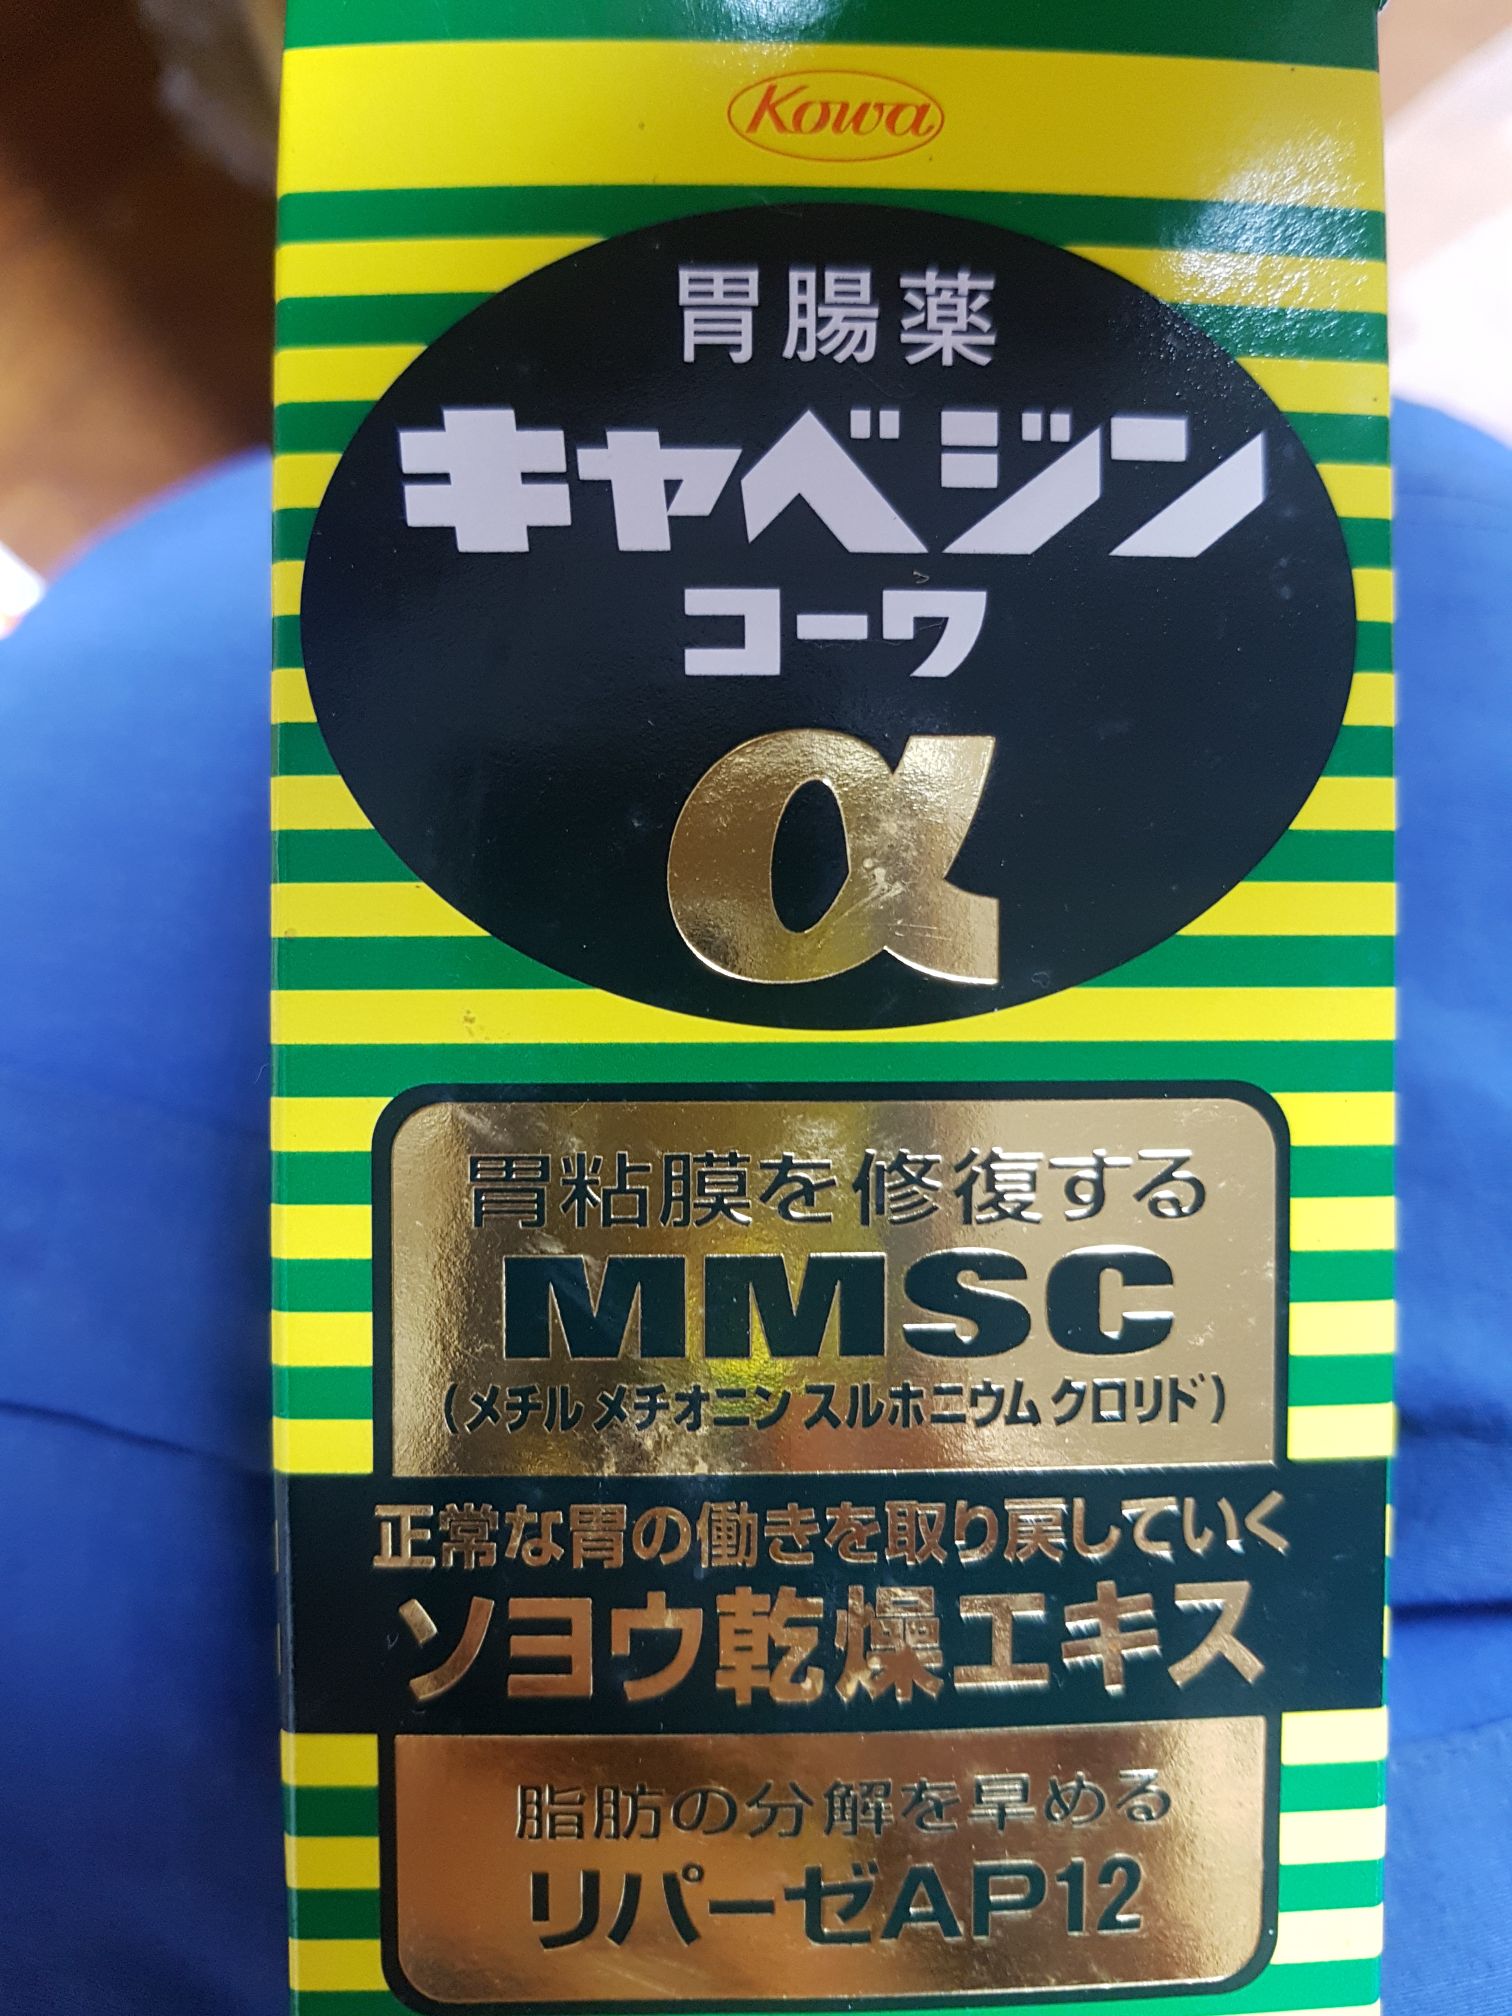 Kowa
胃腸薬
キャベジン
コーワ
α
胃粘膜を修復する
MMSC
(メチルメチオニンスルホニウムクロリド)
正常な胃の働きを取り戻していく
ソヨウ乾燥エキス
脂肪の分解を早める
リパーゼAP12